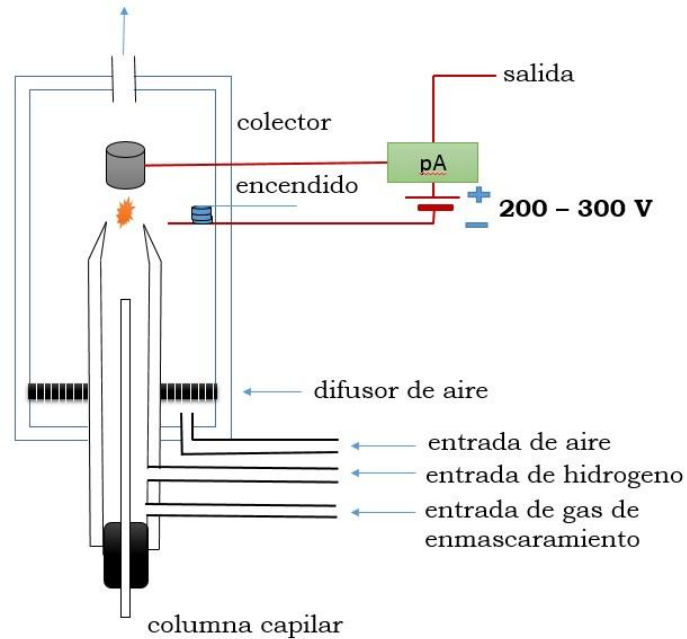 salida
colector
pA
encendido
200 – 300 V
difusor de aire
entrada de aire
entrada de hidrogeno
entrada de gas de
enmascaramiento
columna capilar